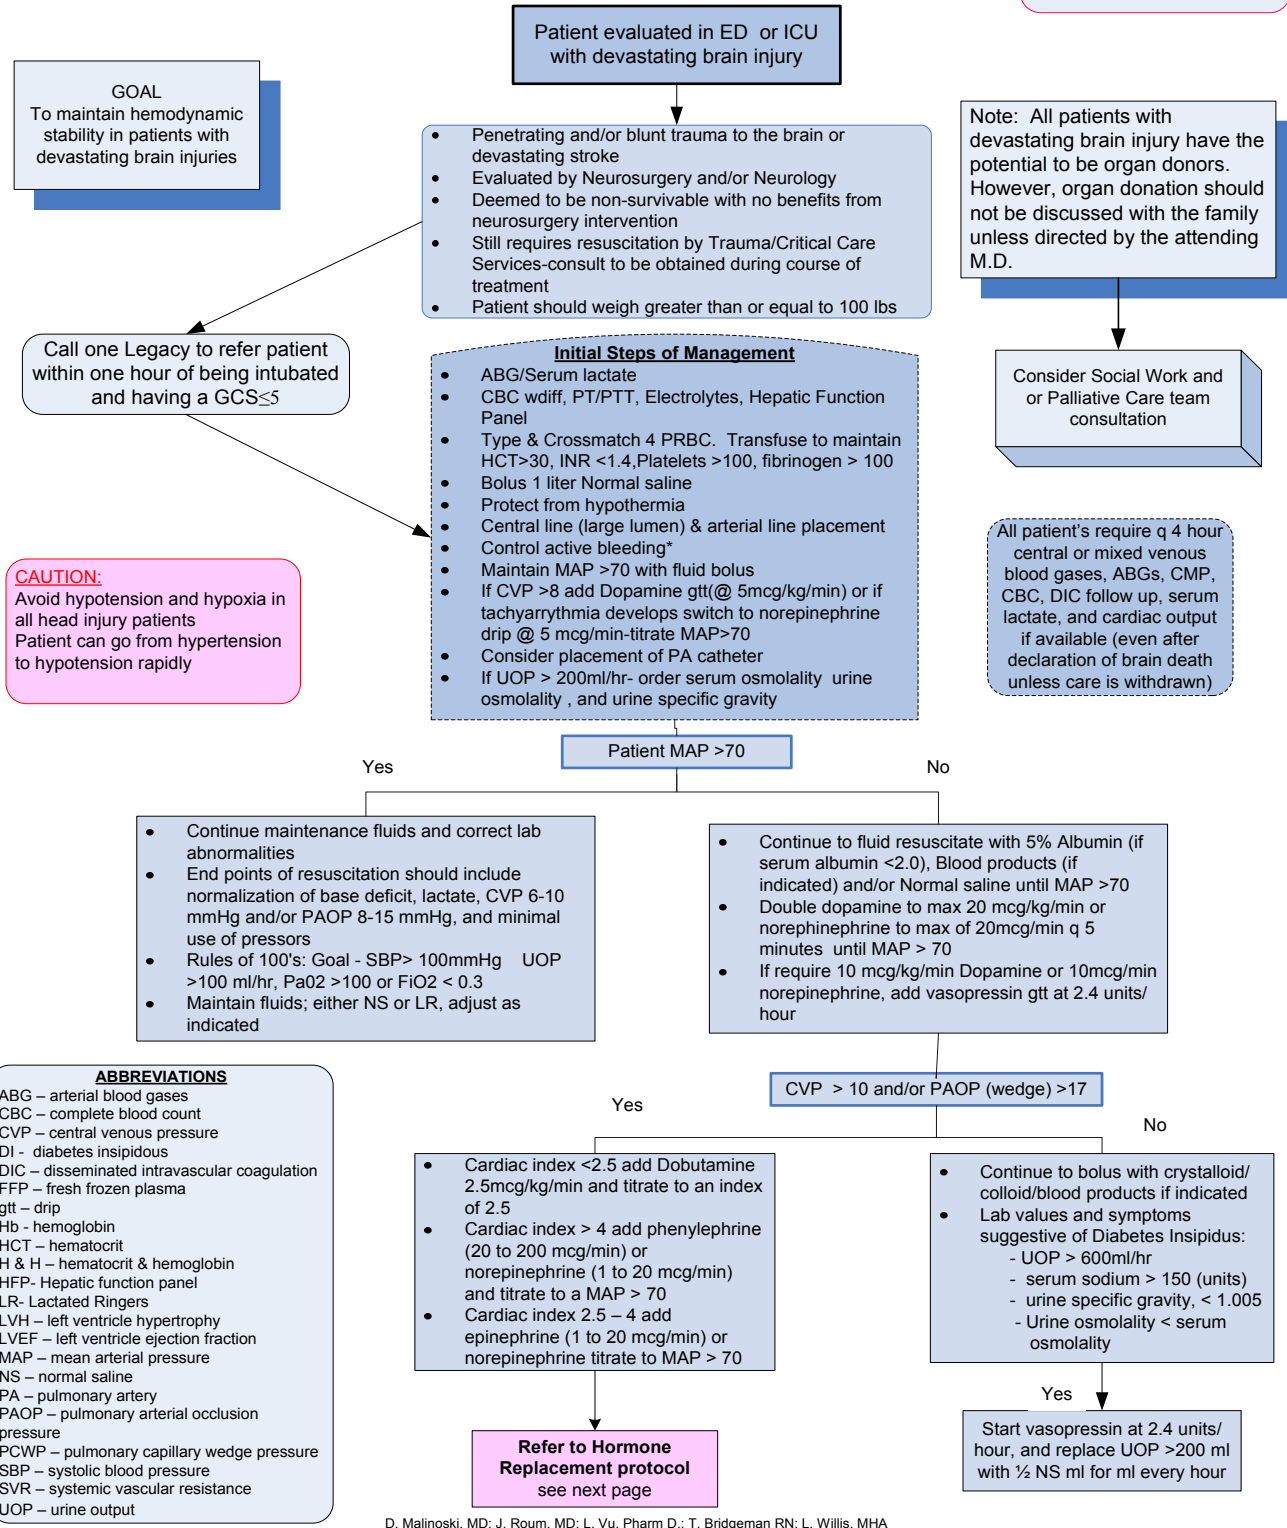 Patient evaluated in ED or ICU
with devastating brain injury
GOAL
To maintain hemodynamic
stability in patients with
devastating brain injuries
• Penetrating and/or blunt trauma to the brain or
devastating stroke
• Evaluated by Neurosurgery and/or Neurology
• Deemed to be non-survivable with no benefits from
neurosurgery intervention
• Still requires resuscitation by Trauma/Critical Care
Services-consult to be obtained during course of
treatment
• Patient should weigh greater than or equal to 100 lbs
Note: All patients with
devastating brain injury have the
potential to be organ donors.
However, organ donation should
not be discussed with the family
unless directed by the attending
M.D.
Call one Legacy to refer patient
within one hour of being intubated
and having a GCS≤5
Consider Social Work and
or Palliative Care team
consultation
Initial Steps of Management
• ABG/Serum lactate
• CBC wdiff, PT/PTT, Electrolytes, Hepatic Function
Panel
• Type & Crossmatch 4 PRBC. Transfuse to maintain
HCT>30, INR <1.4,Platelets >100, fibrinogen > 100
• Bolus 1 liter Normal saline
• Protect from hypothermia
• Central line (large lumen) & arterial line placement
• Control active bleeding*
• Maintain MAP >70 with fluid bolus
• If CVP >8 add Dopamine gtt(@ 5mcg/kg/min) or if
tachyarrythmia develops switch to norepinephrine
drip @ 5 mcg/min-titrate MAP>70
• Consider placement of PA catheter
• If UOP > 200ml/hr- order serum osmolality urine
osmolality , and urine specific gravity
CAUTION:
Avoid hypotension and hypoxia in
all head injury patients
Patient can go from hypertension
to hypotension rapidly
All patient's require q 4 hour
central or mixed venous
blood gases, ABGs, CMP,
CBC, DIC follow up, serum
lactate, and cardiac output
if available (even after
declaration of brain death
unless care is withdrawn)
Patient MAP >70
Yes
No
• Continue maintenance fluids and correct lab
abnormalities
• End points of resuscitation should include
normalization of base deficit, lactate, CVP 6-10
mmHg and/or PAOP 8-15 mmHg, and minimal
use of pressors
• Rules of 100's: Goal - SBP> 100mmHg UOP
>100 ml/hr, Pa02 >100 or FiO2 < 0.3
• Maintain fluids; either NS or LR, adjust as
indicated
• Continue to fluid resuscitate with 5% Albumin (if
serum albumin <2.0), Blood products (if
indicated) and/or Normal saline until MAP >70
• Double dopamine to max 20 mcg/kg/min or
norephinephrine to max of 20mcg/min q 5
minutes until MAP > 70
• If require 10 mcg/kg/min Dopamine or 10mcg/min
norepinephrine, add vasopressin gtt at 2.4 units/
hour
CVP > 10 and/or PAOP (wedge) >17
Yes
No
• Cardiac index <2.5 add Dobutamine
2.5mcg/kg/min and titrate to an index
of 2.5
• Cardiac index > 4 add phenylephrine
(20 to 200 mcg/min) or
norepinephrine (1 to 20 mcg/min)
and titrate to a MAP > 70
• Cardiac index 2.5 – 4 add
epinephrine (1 to 20 mcg/min) or
norepinephrine titrate to MAP > 70
• Continue to bolus with crystalloid/
colloid/blood products if indicated
• Lab values and symptoms
suggestive of Diabetes Insipidus:
- UOP > 600ml/hr
- serum sodium > 150 (units)
- urine specific gravity, < 1.005
- Urine osmolality < serum
osmolality
Yes
Refer to Hormone
Replacement protocol
see next page
Start vasopressin at 2.4 units/
hour, and replace UOP >200 ml
with ½ NS ml for ml every hour
ABBREVIATIONS
ABG – arterial blood gases
CBC – complete blood count
CVP – central venous pressure
DI - diabetes insipidous
DIC – disseminated intravascular coagulation
FFP – fresh frozen plasma
gtt – drip
Hb - hemoglobin
HCT – hematocrit
H & H – hematocrit & hemoglobin
HFP- Hepatic function panel
LR- Lactated Ringers
LVH – left ventricle hypertrophy
LVEF – left ventricle ejection fraction
MAP – mean arterial pressure
NS – normal saline
PA – pulmonary artery
PAOP – pulmonary arterial occlusion
pressure
PCWP – pulmonary capillary wedge pressure
SBP – systolic blood pressure
SVR – systemic vascular resistance
UOP – urine output
D. Malinoski, MD; J. Roum, MD; L. Vu, Pharm D.; T. Bridgeman RN; L. Willis, MHA